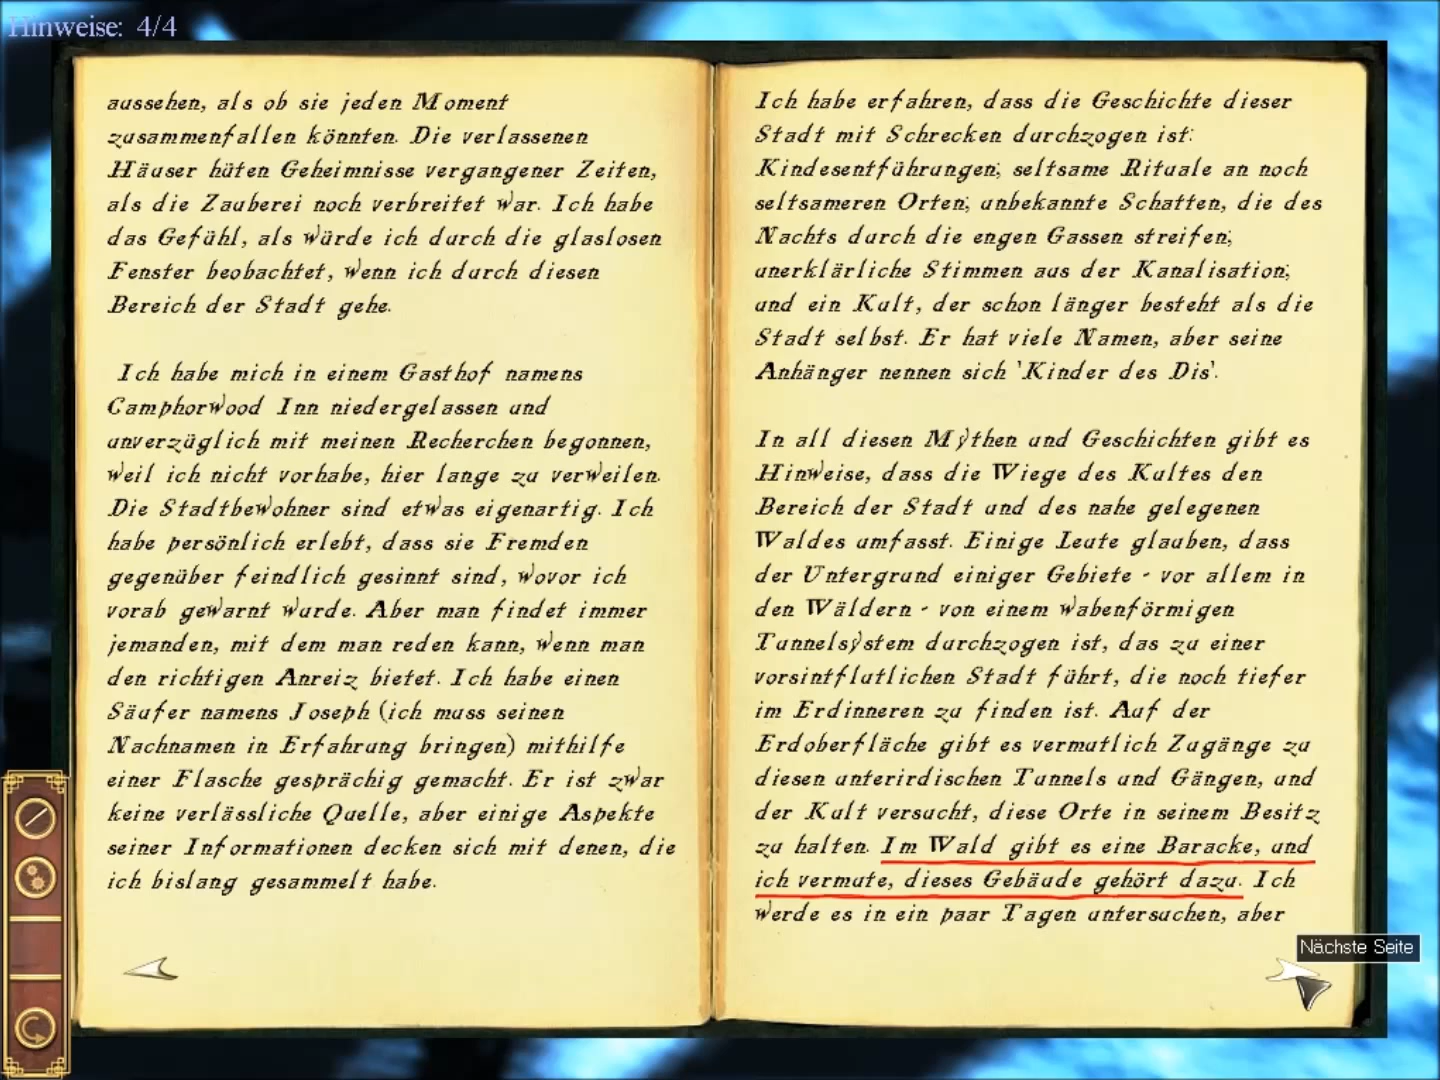 Hinweise: 4/4
aussehen, als ob sie jeden Moment
zusammenfallen könnten. Die verlassenen
Häuser hüten Geheimnisse vergangener Zeiten,
als die Zauberei noch verbreitet war. Ich habe
das Gefühl, als würde ich durch die glaslosen
Fenster beobachtet, wenn ich durch diesen
Bereich der Stadt gehe.
Ich habe mich in einem Gasthof namens
Camphorwood Inn niedergelassen und
unverzüglich mit meinen Recherchen begonnen,
weil ich nicht vorhabe, hier lange zu verweilen.
Die Stadtbewohner sind etwas eigenartig. Ich
habe persönlich erlebt, dass sie Fremden
gegenüber feindlich gesinnt sind, wovor ich
vorab gewarnt wurde. Aber man findet immer
jemanden, mit dem man reden kann, wenn man
den richtigen Anreiz bietet. Ich habe einen
Säufer namens Joseph (ich muss seinen
Nachnamen in Erfahrung bringen) mithilfe
einer Flasche gesprächig gemacht. Er ist zwar
keine verlässliche Quelle, aber einige Aspekte
seiner Informationen decken sich mit denen, die
ich bislang gesammelt habe.
Ich habe erfahren, dass die Geschichte dieser
Stadt mit Schrecken durchzogen ist:
Kindesentführungen; seltsame Rituale an noch
seltsameren Orten; unbekannte Schatten, die des
Nachts durch die engen Gassen streifen;
unerklärliche Stimmen aus der Kanalisation;
und ein Kult, der schon länger besteht als die
Stadt selbst. Er hat viele Namen, aber seine
Anhänger nennen sich 'Kinder des Dis'.
In all diesen Mythen und Geschichten gibt es
Hinweise, dass die Wiege des Kultes den
Bereich der Stadt und des nahe gelegenen
Waldes umfasst. Einige Leute glauben, dass
der Untergrund einiger Gebiete - vor allem in
den Wäldern - von einem wabenförmigen
Tunnelsystem durchzogen ist, das zu einer
vorsintflutlichen Stadt führt, die noch tiefer
im Erdinneren zu finden ist. Auf der
Erdoberfläche gibt es vermutlich Zugänge zu
diesen unterirdischen Tunnels und Gängen, und
der Kult versucht, diese Orte in seinem Besitz
zu halten. Im Wald gibt es eine Baracke, und
ich vermute, dieses Gebäude gehört dazu. Ich
werde es in ein paar Tagen untersuchen, aber
Nächste Seite